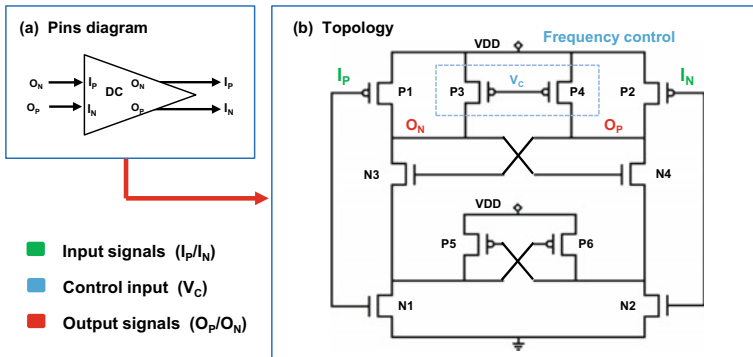 (a) Pins diagram
O_N
I_P
O_N
I_P
DC
O_P
I_N
O_P
I_N
Input signals (I_P/I_N)
Control input (V_C)
Output signals (O_P/O_N)
(b) Topology
Frequency control
VDD
I_P
P1
P3
V_C
P4
P2
I_N
O_N
O_P
N3
N4
VDD
P5
P6
N1
N2